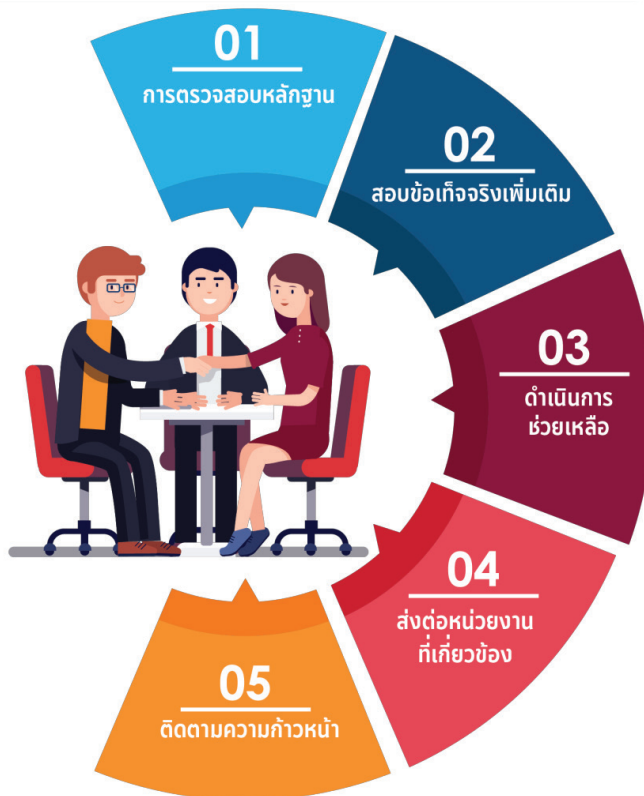 01
การตรวจสอบหลักฐาน
02
สอบข้อเท็จจริงเพิ่มเติม
03
ดำเนินการ
ช่วยเหลือ
04
ส่งต่อหน่วยงาน
ที่เกี่ยวข้อง
05
ติดตามความก้าวหน้า